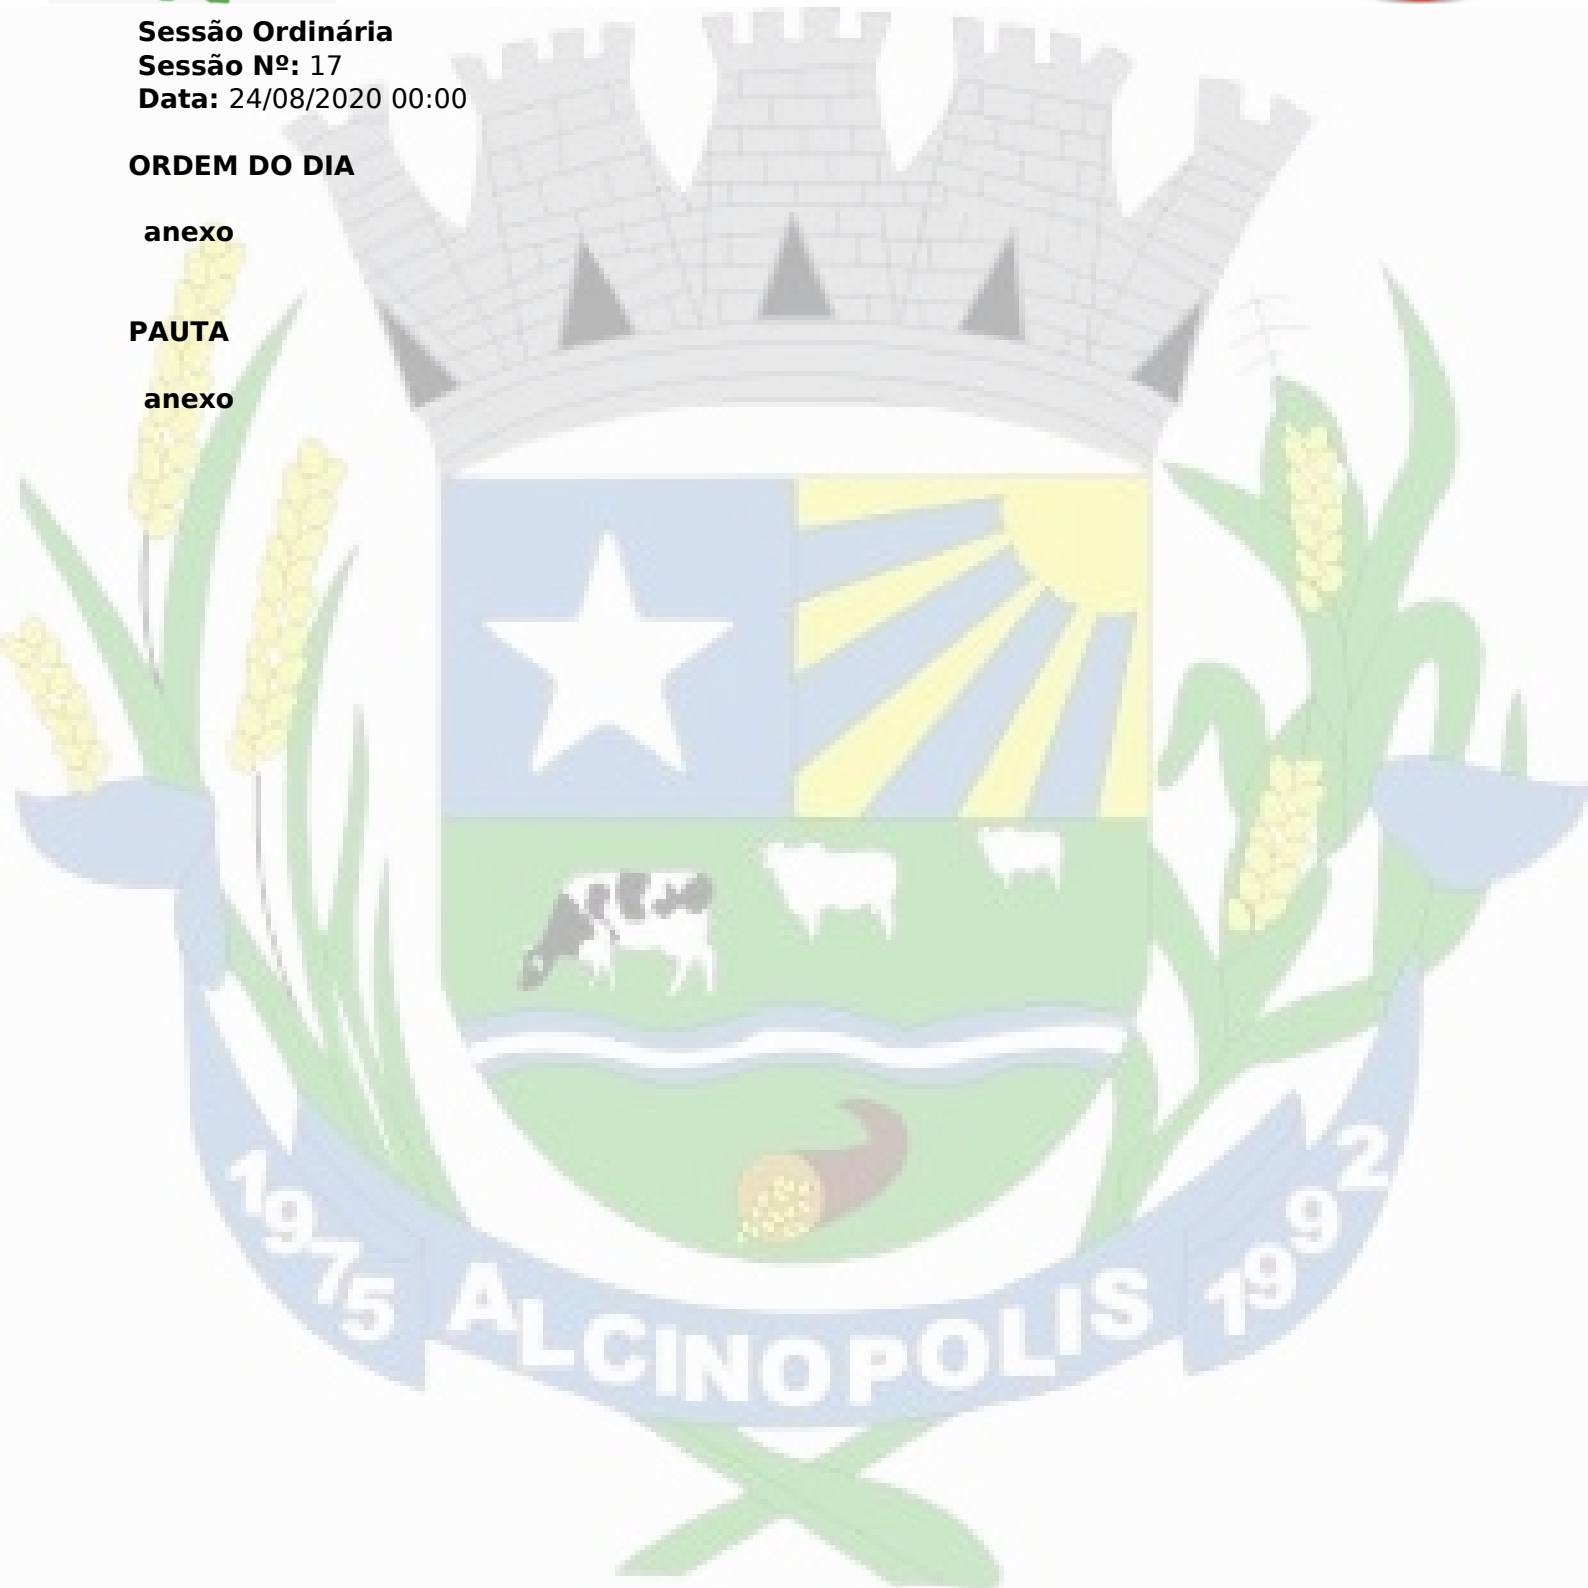 Sessão Ordinária
Sessão Nº: 17
Data: 24/08/2020 00:00
ORDEM DO DIA
anexo
PAUTA
anexo
1975 ALCINOPOLIS 1992